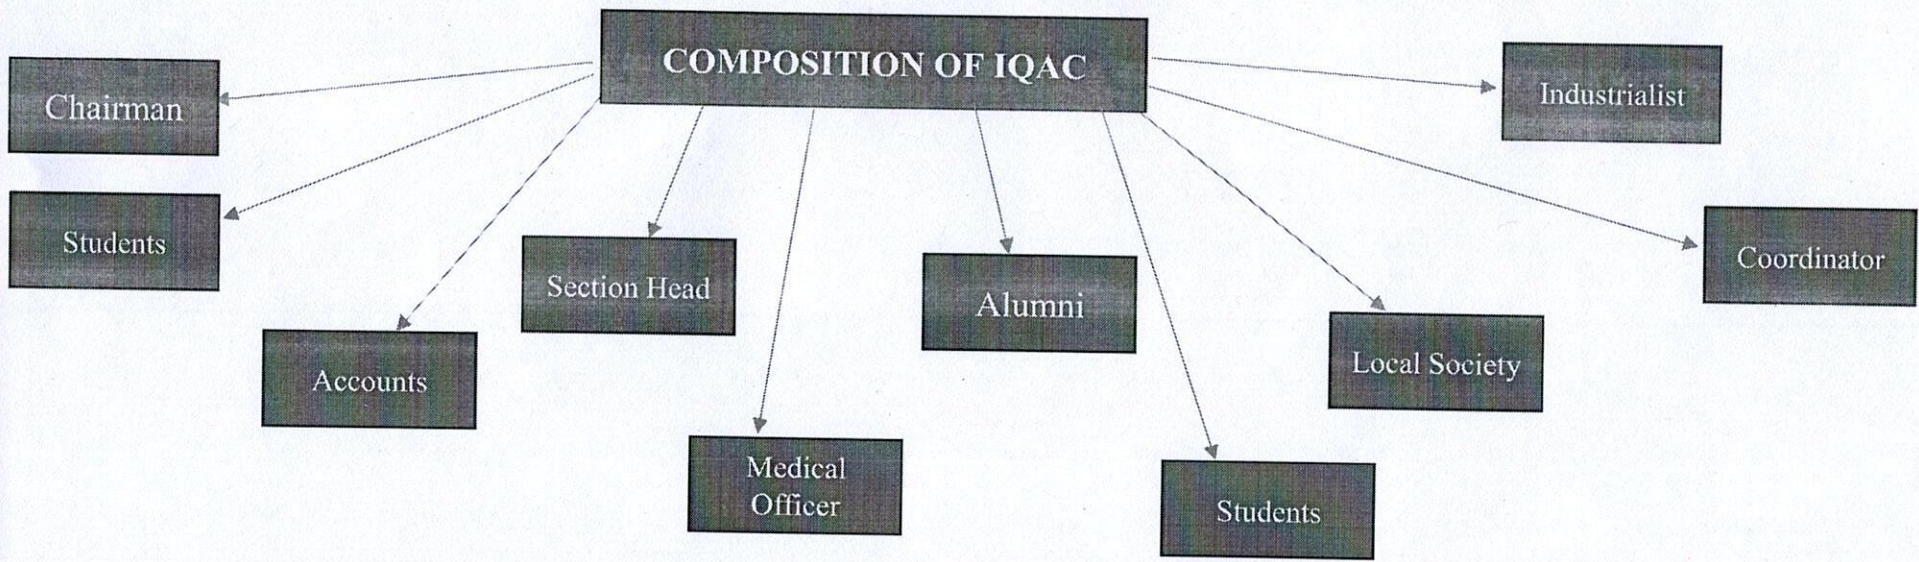 COMPOSITION OF IQAC
Chairman
Industrialist
Students
Coordinator
Section Head
Alumni
Accounts
Local Society
Medical
Officer
Students